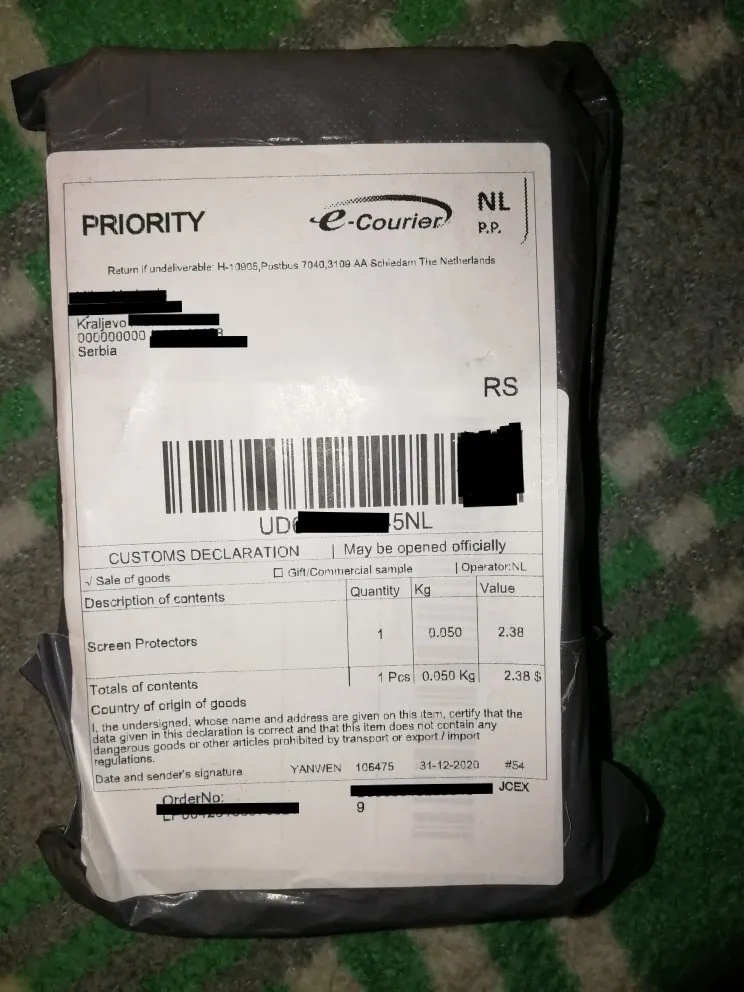 PRIORITY
e-Courier
NL
P.P.
Return if undeliverable: H-10905,Postbus 7040,3109 AA Schiedam The Netherlands
Kraljevo
000000000
Serbia
RS
UD 5NL
CUSTOMS DECLARATION | May be opened officially
√ Sale of goods ☐ Gift/Commercial sample | Operator:NL
Description of contents Quantity Kg Value
Screen Protectors 1 0.050 2.38
Totals of contents 1 Pcs 0.050 Kg 2.38 $
Country of origin of goods
I, the undersigned, whose name and address are given on this item, certify that the
data given in this declaration is correct and that this item does not contain any
dangerous goods or other articles prohibited by transport or export / import
regulations.
Date and sender's signature YANWEN 106475 31-12-2020 #54
OrderNo:
JCEX
9